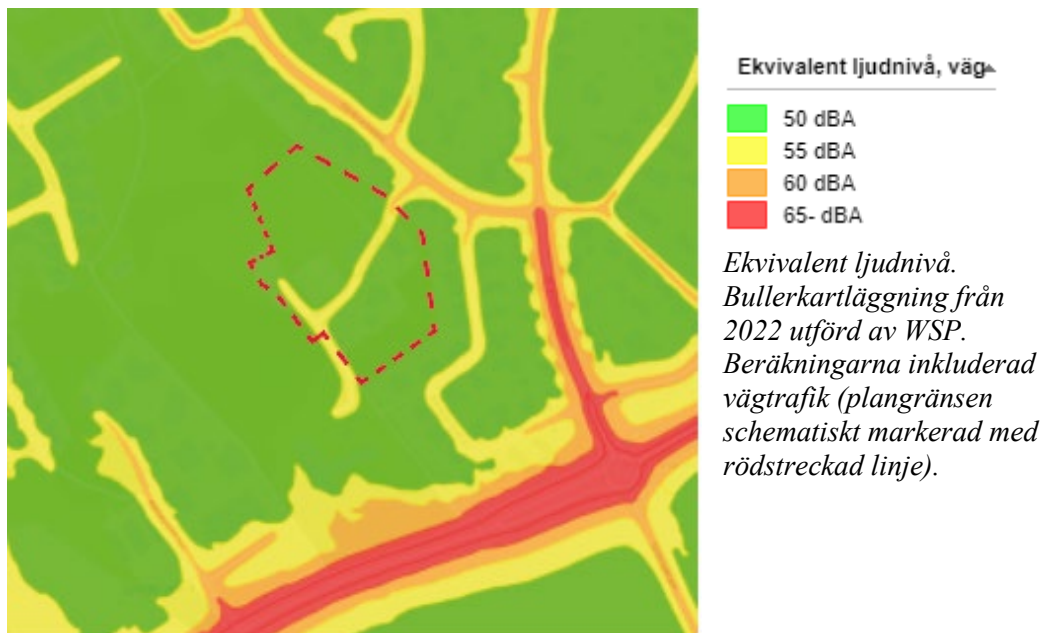 Ekvivalent ljudnivå, väg
50 dBA
55 dBA
60 dBA
65- dBA
Ekvivalent ljudnivå.
Bullerkartläggning från
2022 utförd av WSP.
Beräkningarna inkluderad
vägtrafik (plangränsen
schematiskt markerad med
rödstreckad linje).